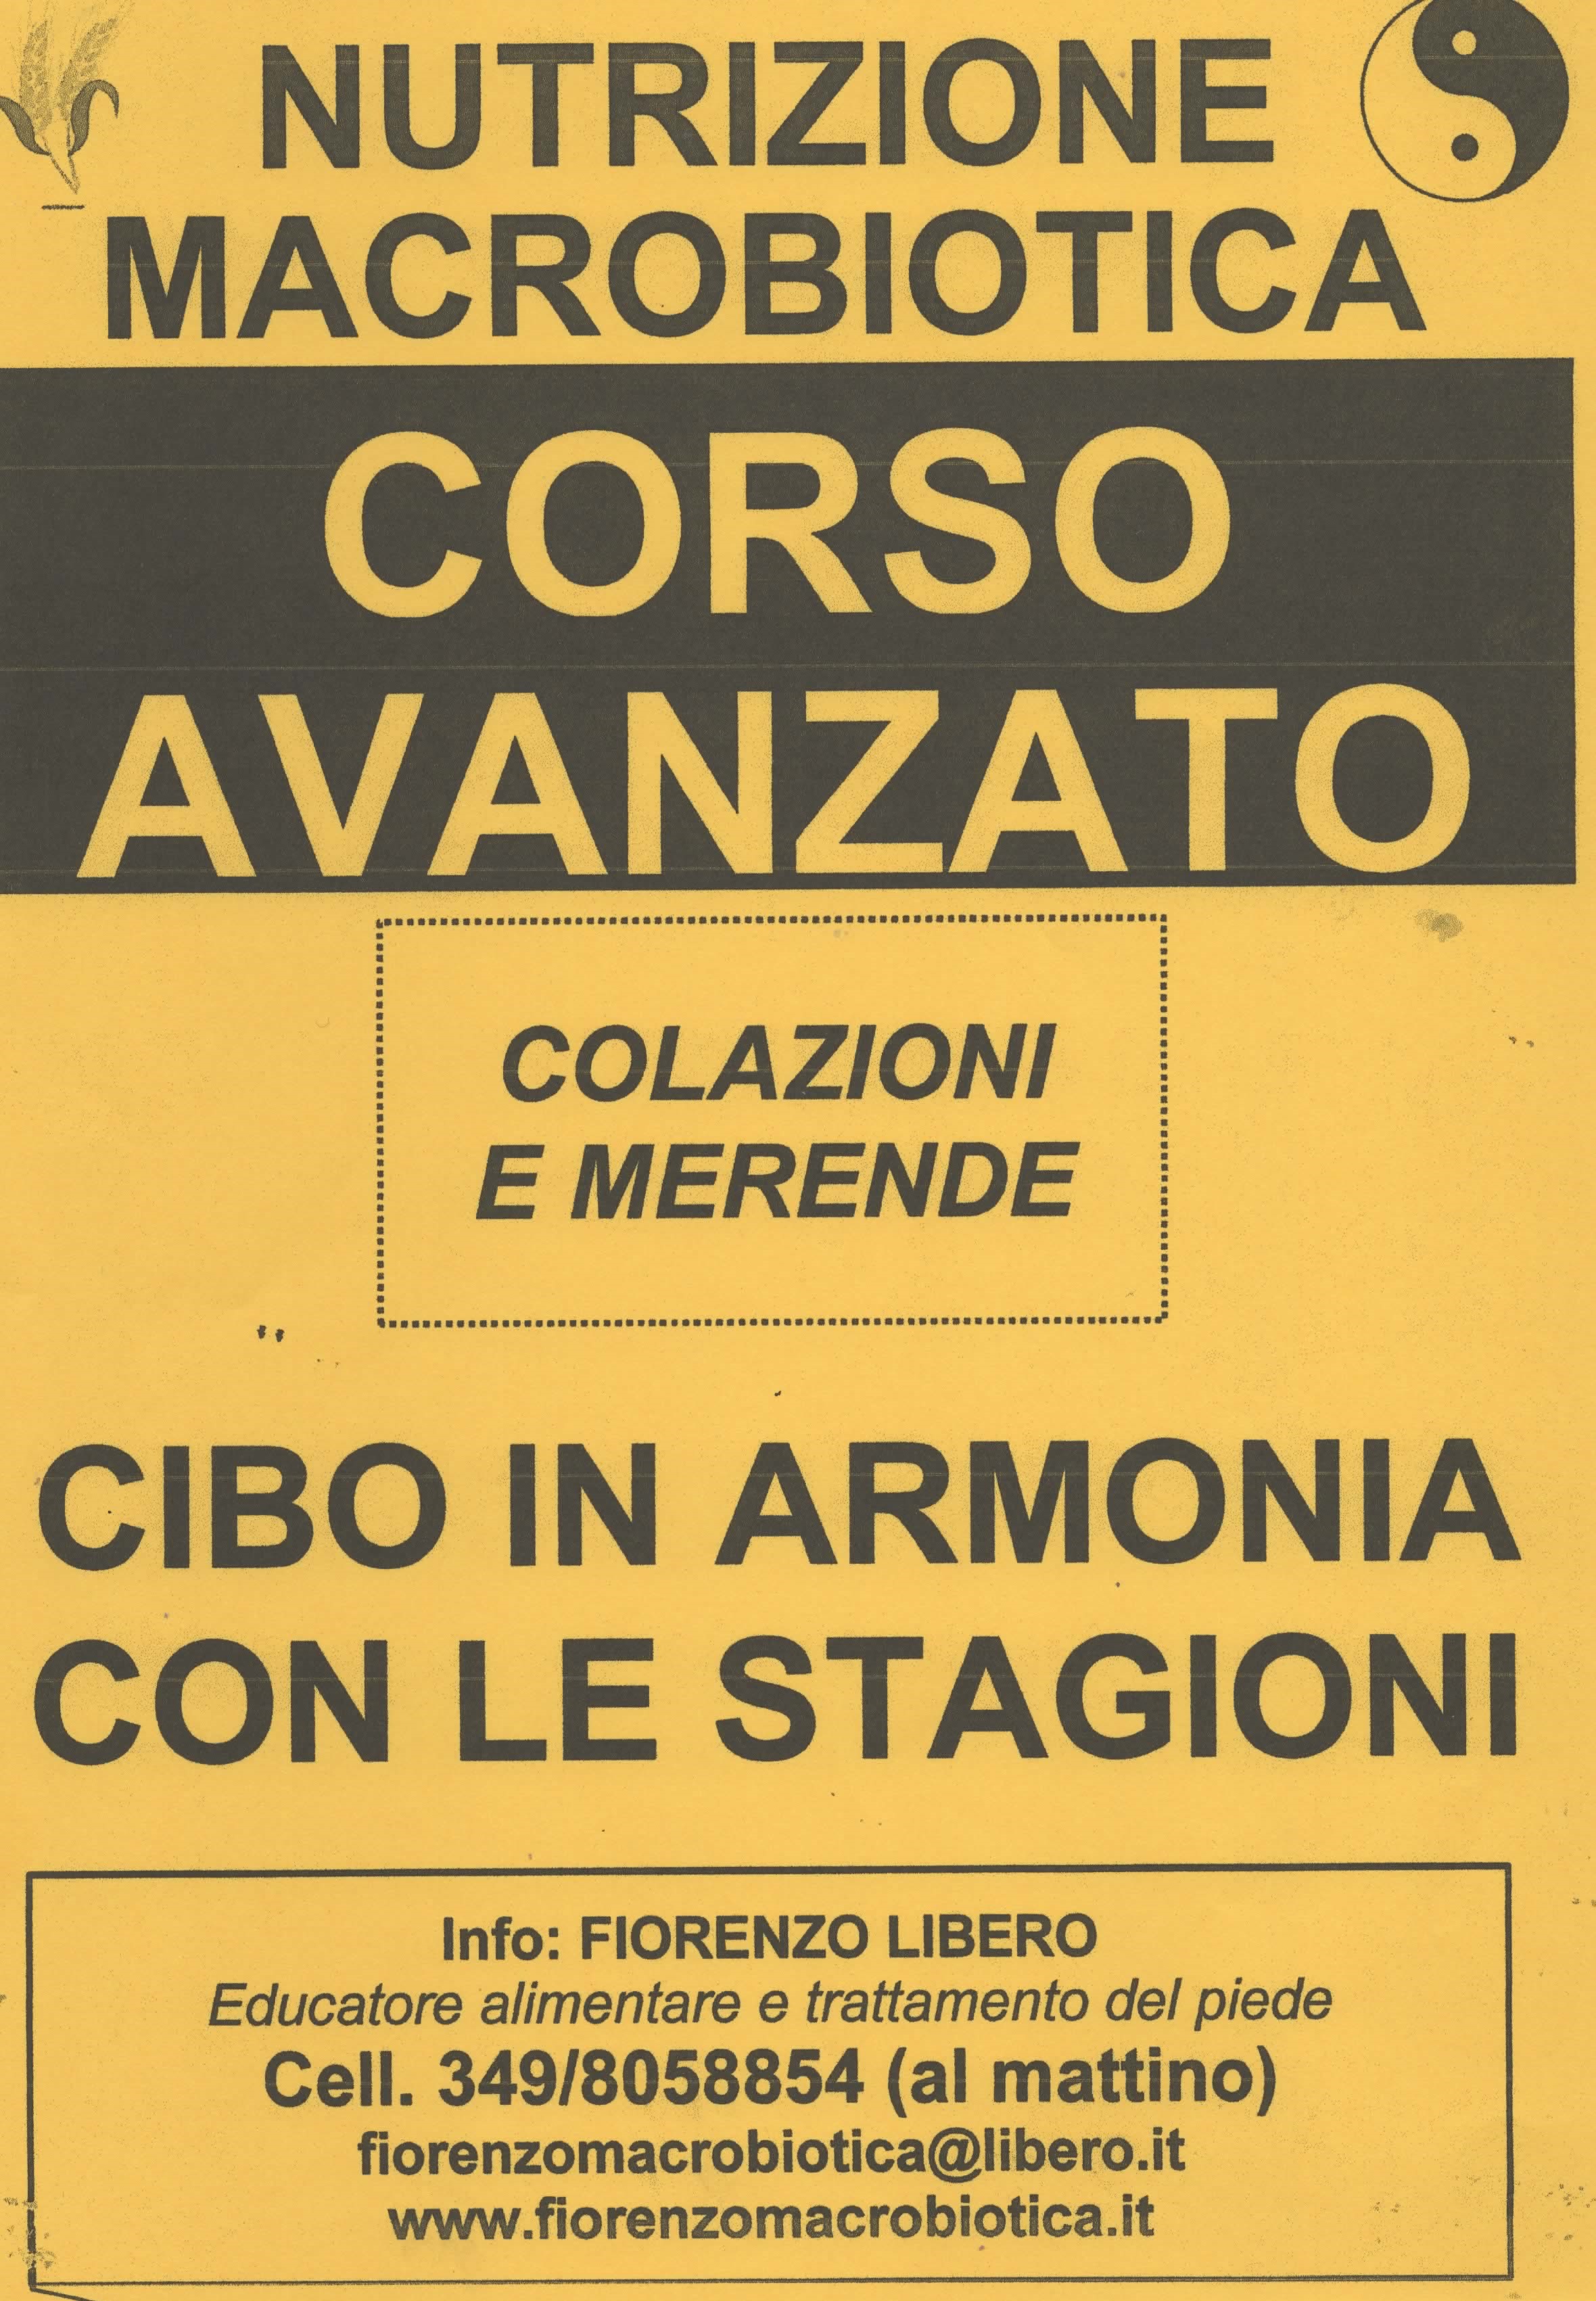 NUTRIZIONE
MACROBIOTICA
CORSO
AVANZATO
COLAZIONI
E MERENDE
CIBO IN ARMONIA
CON LE STAGIONI
Info: FIORENZO LIBERO
Educatore alimentare e trattamento del piede
Cell. 349/8058854 (al mattino)
fiorenzomacrobiotica@libero.it
www.fiorenzomacrobiotica.it